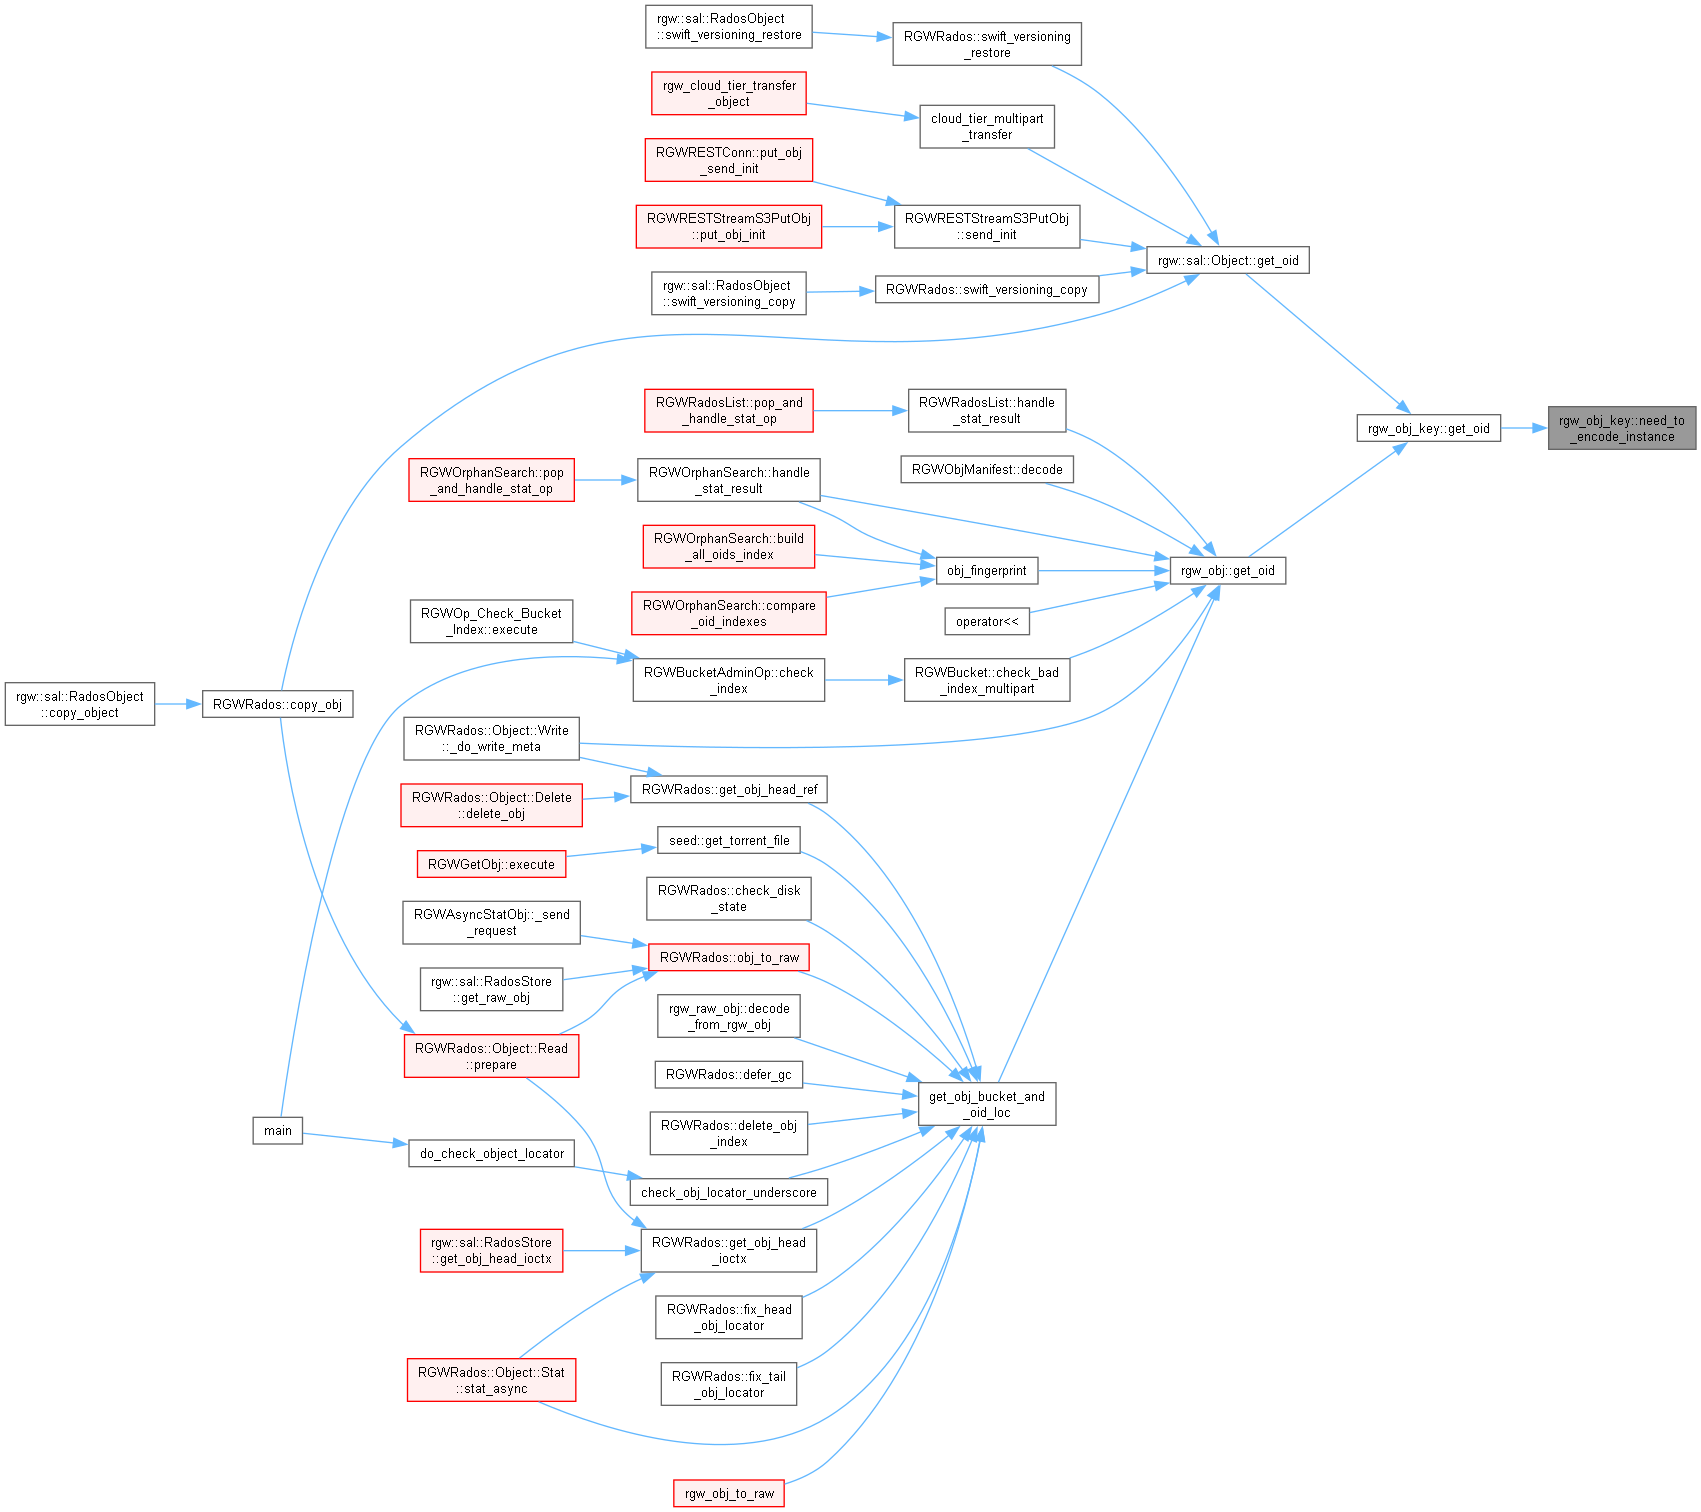 rgw::sal::RadosObject
::swift_versioning_restore
RGWRados::swift_versioning
_restore
rgw_cloud_tier_transfer
_object
cloud_tier_multipart
_transfer
RGWRESTConn::put_obj
_send_init
RGWRESTStreamS3PutObj
::put_obj_init
RGWRESTStreamS3PutObj
::send_init
rgw::sal::Object::get_oid
rgw::sal::RadosObject
::swift_versioning_copy
RGWRados::swift_versioning_copy
RGWRadosList::pop_and
_handle_stat_op
RGWRadosList::handle
_stat_result
rgw_obj_key::get_oid
rgw_obj_key::need_to
_encode_instance
RGWOrphanSearch::pop
_and_handle_stat_op
RGWOrphanSearch::handle
_stat_result
RGWObjManifest::decode
RGWOrphanSearch::build
_all_oids_index
obj_fingerprint
rgw_obj::get_oid
RGWOrphanSearch::compare
_oid_indexes
operator<<
RGWOp_Check_Bucket
_Index::execute
RGWBucketAdminOp::check
_index
RGWBucket::check_bad
_index_multipart
rgw::sal::RadosObject
::copy_object
RGWRados::copy_obj
RGWRados::Object::Write
::_do_write_meta
RGWRados::get_obj_head_ref
RGWRados::Object::Delete
::delete_obj
seed::get_torrent_file
RGWGetObj::execute
RGWRados::check_disk
_state
RGWAsyncStatObj::_send
_request
RGWRados::obj_to_raw
rgw::sal::RadosStore
::get_raw_obj
rgw_raw_obj::decode
_from_rgw_obj
RGWRados::Object::Read
::prepare
RGWRados::defer_gc
get_obj_bucket_and
_oid_loc
main
RGWRados::delete_obj
_index
do_check_object_locator
check_obj_locator_underscore
rgw::sal::RadosStore
::get_obj_head_ioctx
RGWRados::get_obj_head
_ioctx
RGWRados::fix_head
_obj_locator
RGWRados::Object::Stat
::stat_async
RGWRados::fix_tail
_obj_locator
rgw_obj_to_raw